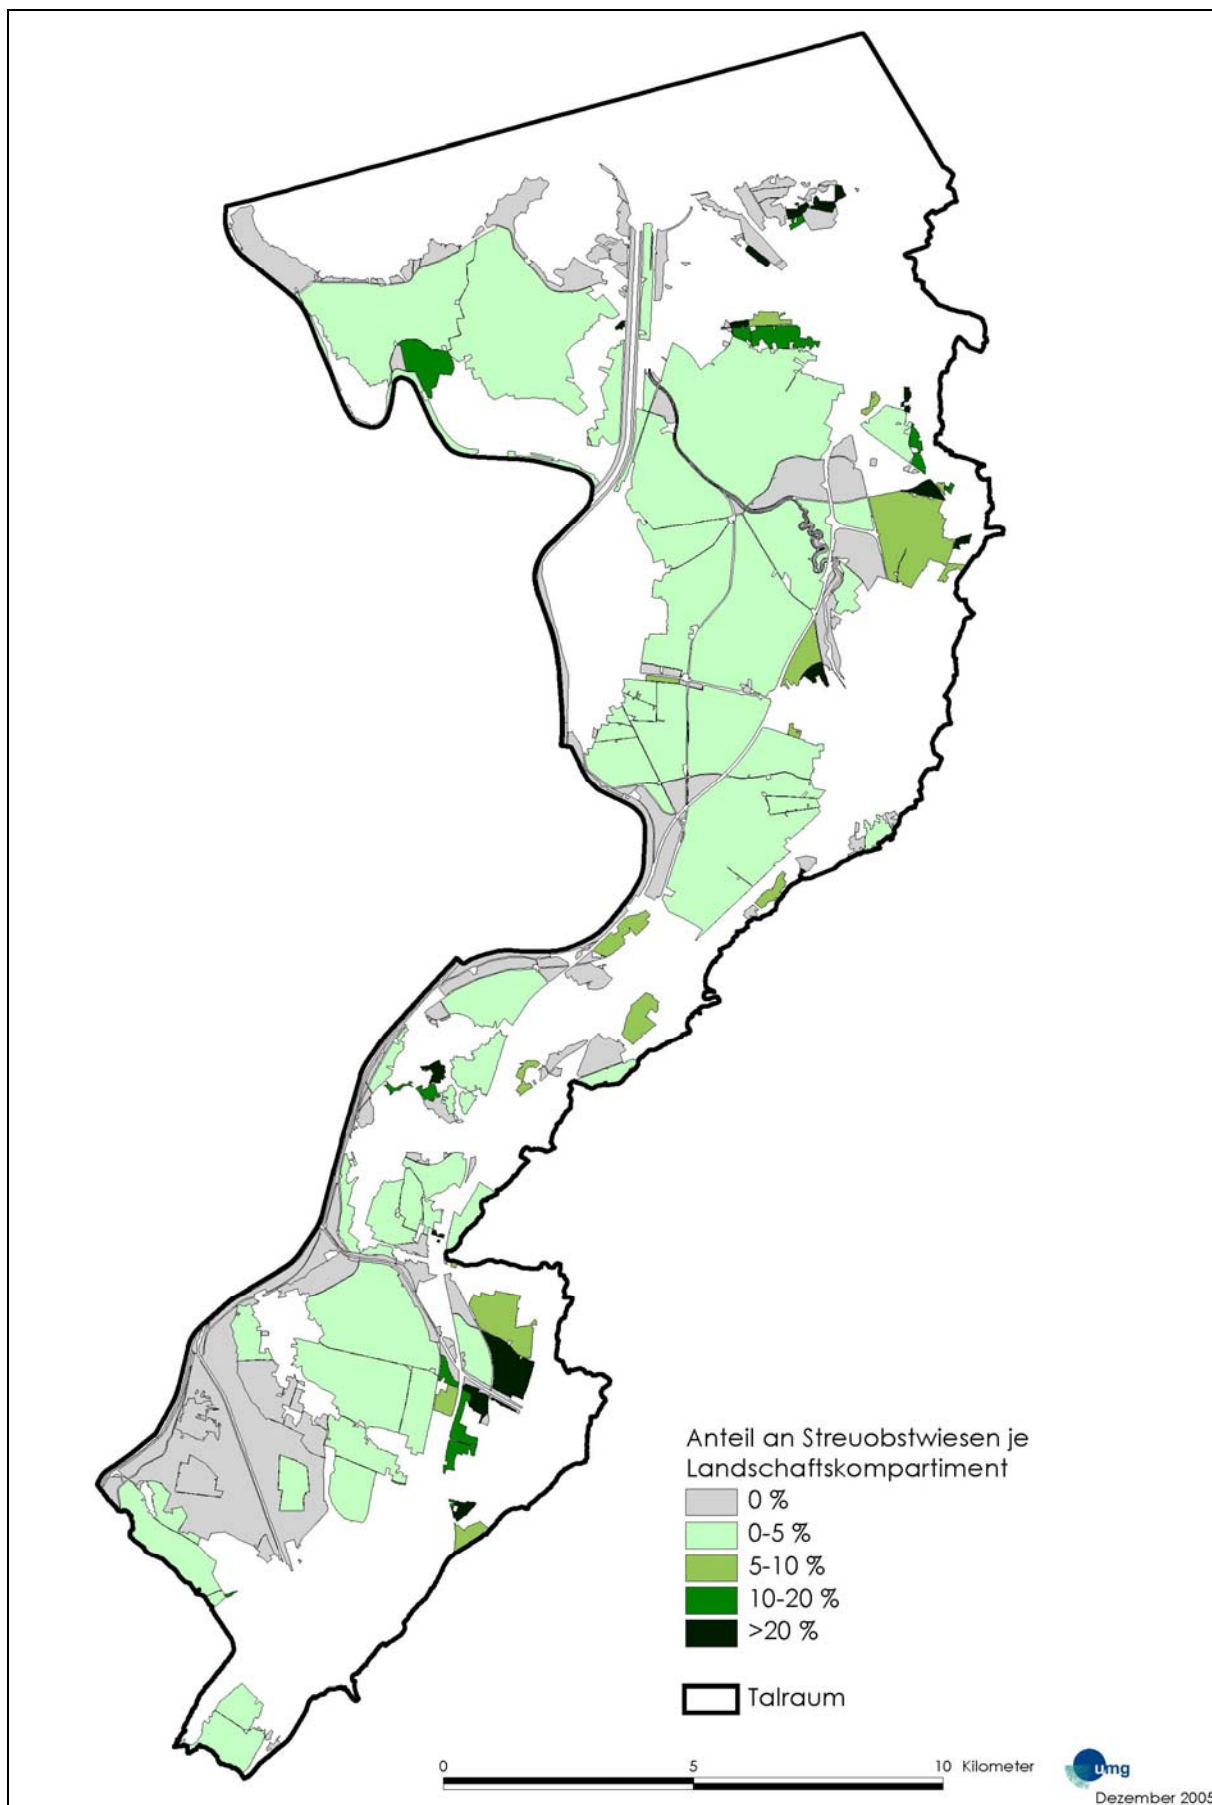 Anteil an Streuobstwiesen je
Landschaftskompartiment
0 %
0-5 %
5-10 %
10-20 %
>20 %
Talraum
0 5 10 Kilometer
umg
Dezember 2005